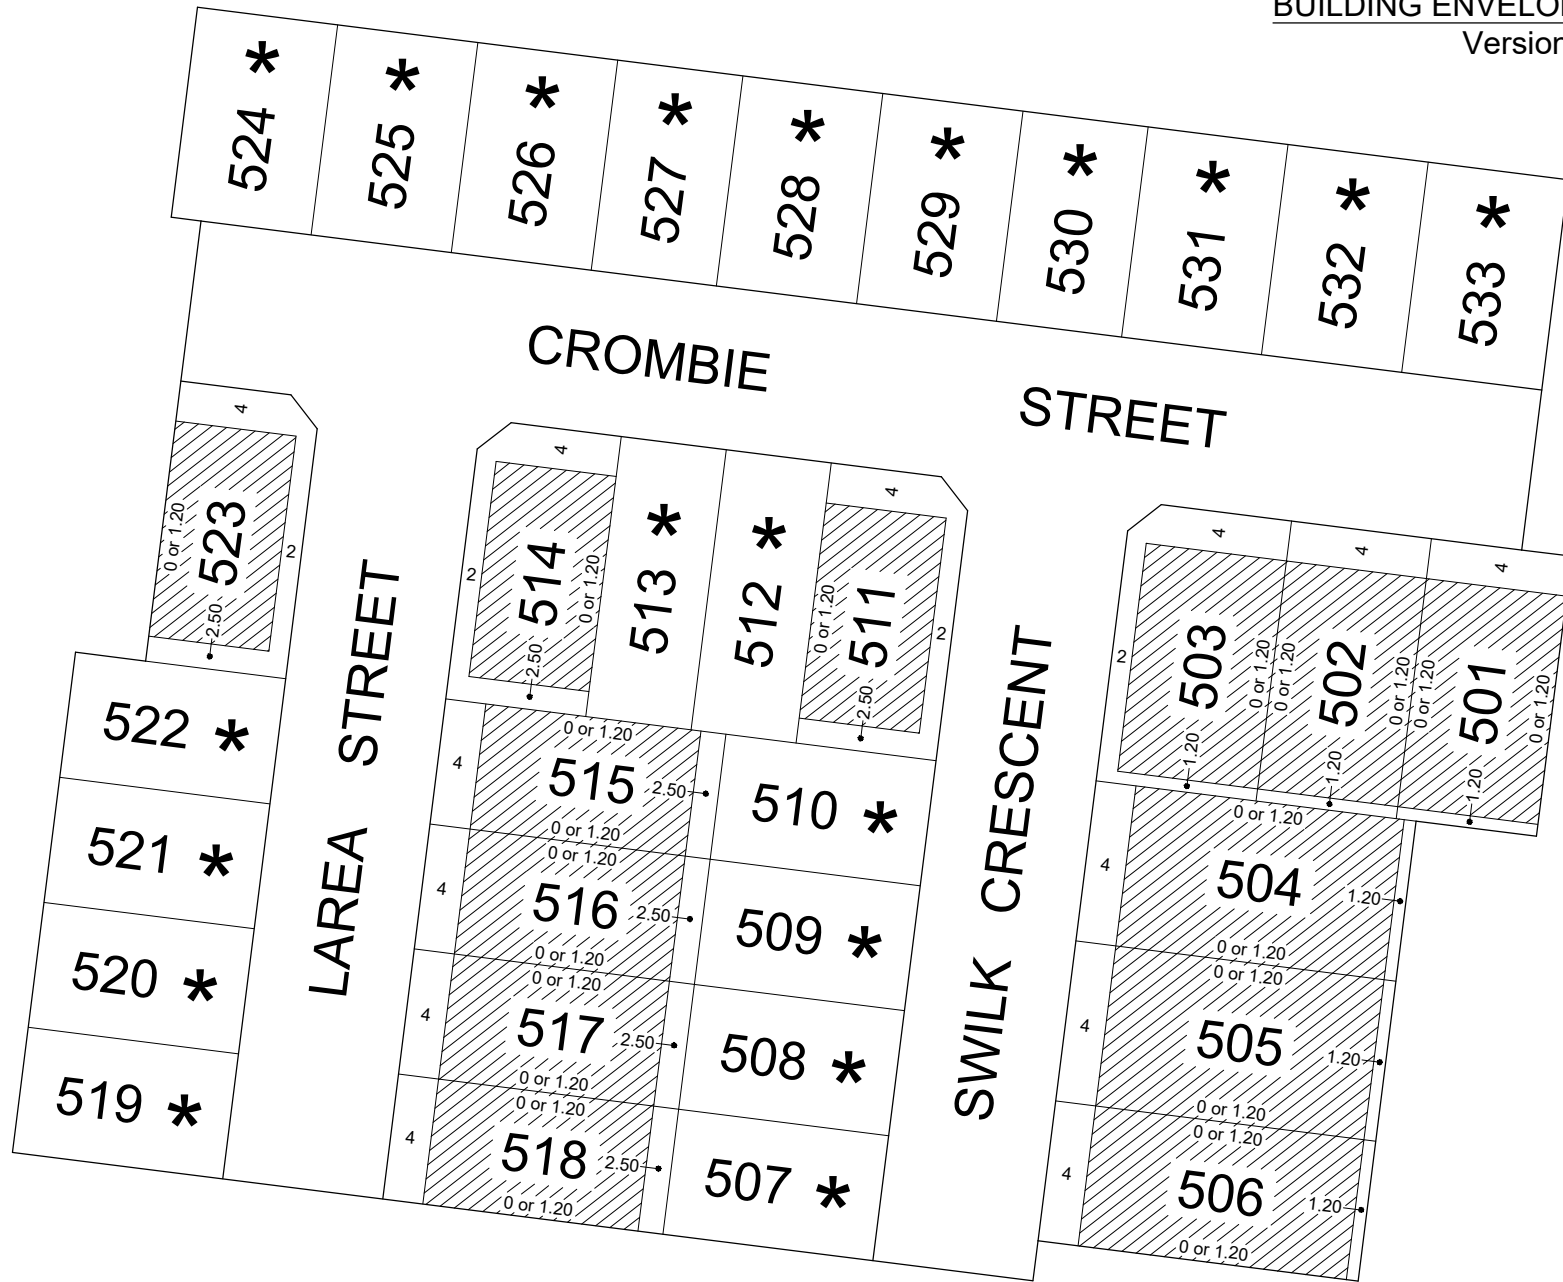 BUILDING ENVELO
Version
524 *
525 *
526 *
527 *
528 *
529 *
530 *
531 *
532 *
533 *
CROMBIE STREET
4
523
0 or 1.20
2
2.50
4
514
2
0 or 1.20
2.50
513 *
512 *
4
511
0 or 1.20
2
2.50
4
503
2
0 or 1.20
1.20
4
502
0 or 1.20
0 or 1.20
1.20
4
501
0 or 1.20
0 or 1.20
1.20
LAREA STREET
SWILK CRESCENT
522 *
521 *
520 *
519 *
0 or 1.20
4
515
2.50
0 or 1.20
0 or 1.20
4
516
2.50
0 or 1.20
0 or 1.20
4
517
2.50
0 or 1.20
0 or 1.20
4
518
2.50
0 or 1.20
510 *
509 *
508 *
507 *
0 or 1.20
4
504
1.20
0 or 1.20
0 or 1.20
4
505
1.20
0 or 1.20
0 or 1.20
4
506
1.20
0 or 1.20